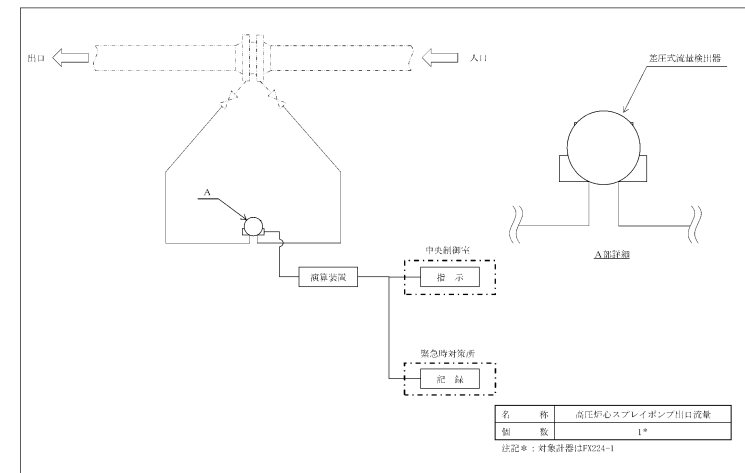 出口
入口
差圧式流量検出器
A
A部詳細
中央制御室
演算装置
指 示
緊急時対策所
記 録
名 称 高圧炉心スプレイポンプ出口流量
個 数 1*
注記*：対象計器はFX224-1